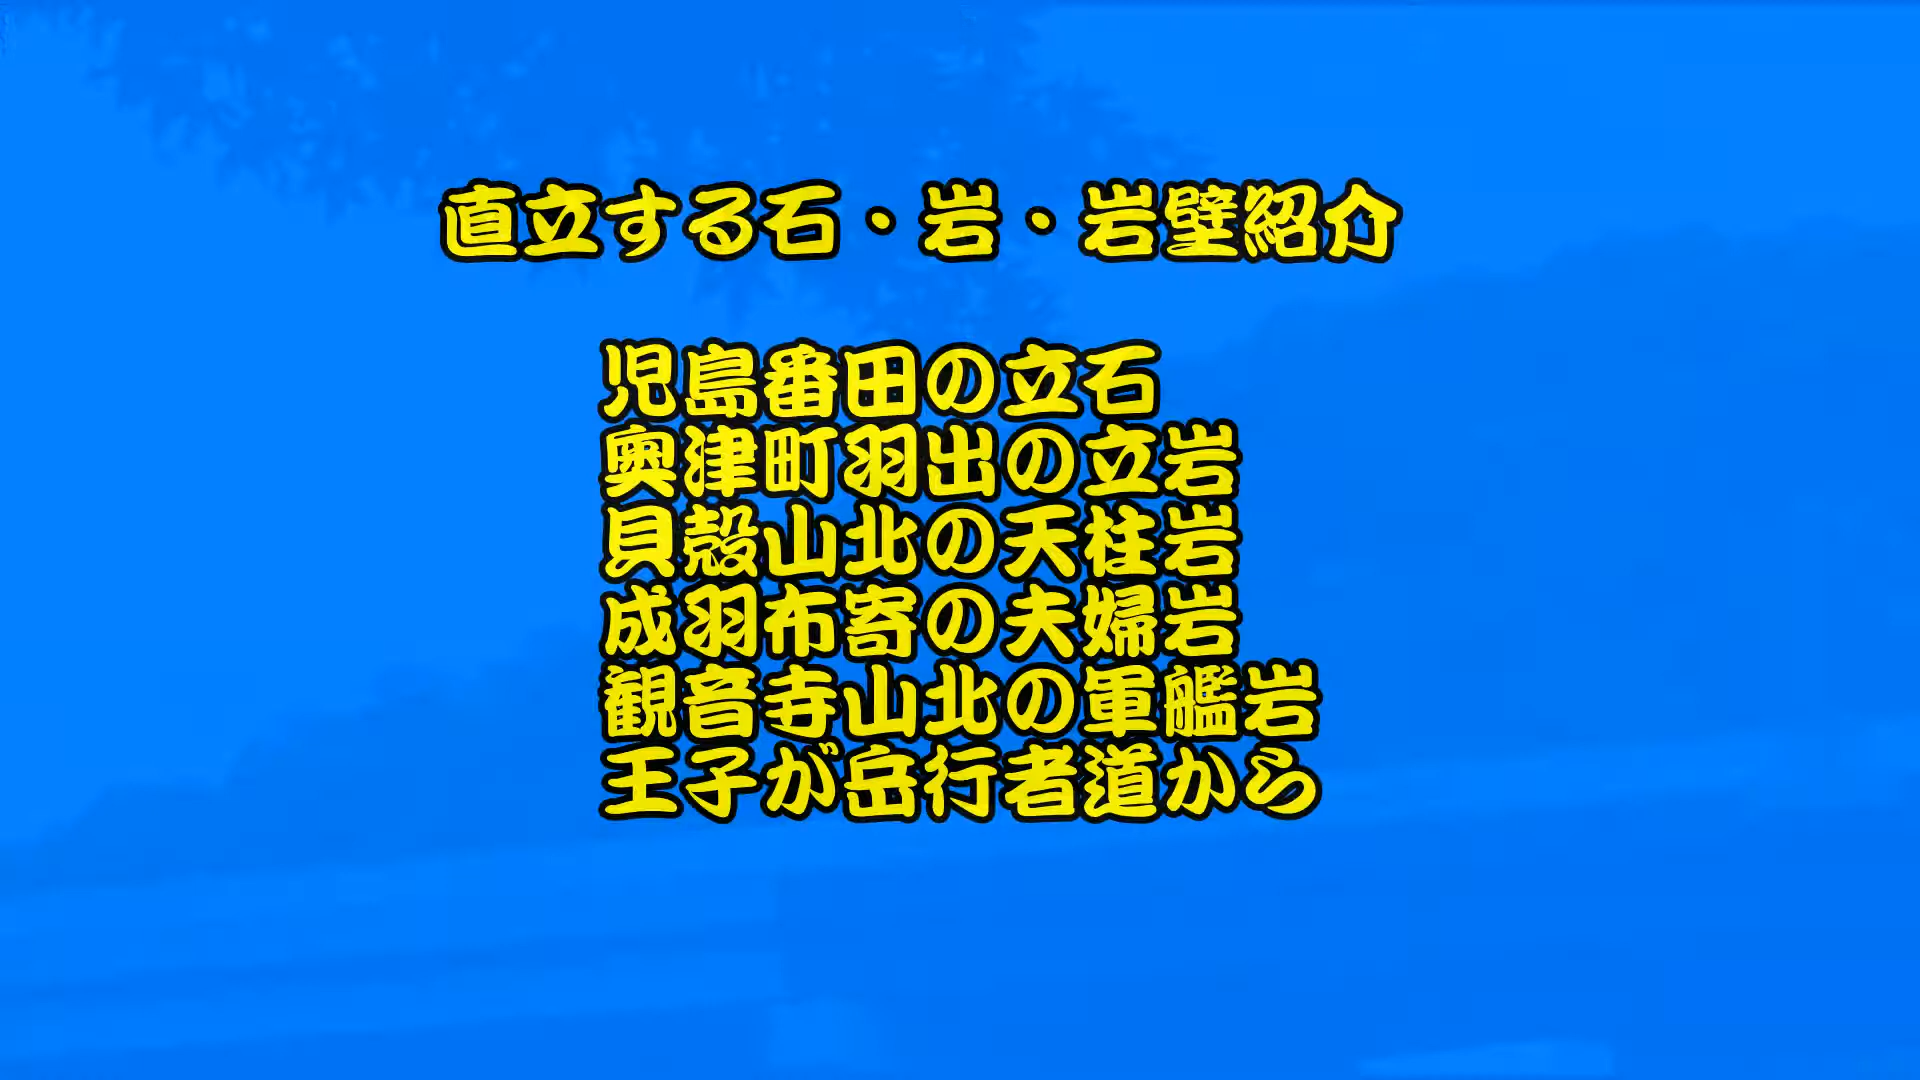 直立する石・岩・岩壁紹介
児島番田の立石
奥津町羽出の立岩
貝殻山北の天柱岩
成羽布寄の夫婦岩
観音寺山北の軍艦岩
王子が岳行者道から